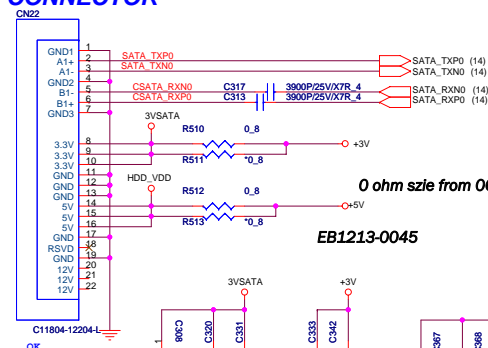 CONNECTOR
CN22
GND1 1
A1+ 2 SATA_TXP0 SATA_TXP0 (14)
A1- 3 SATA_TXN0 SATA_TXN0 (14)
GND2 4
B1- 5 CSATA_RXN0 C317 3900P/25V/X7R_4 SATA_RXN0 (14)
B1+ 6 CSATA_RXP0 C313 3900P/25V/X7R_4 SATA_RXP0 (14)
GND3 7
3VSATA
3.3V 8 R510 0_8
3.3V 9 +3V
3.3V 10 R511 *0_8
GND 11
GND 12 HDD_VDD
GND 13 0 ohm szie from
5V 14 R512 0_8
5V 15 +5V
5V 16 R513 *0_8
GND 17
RSVD 18 EB1213-0045
GND 19
12V 20
12V 21
12V 22
3VSATA +3V
C11804-12204-L
C320
C331
C333
C342
OK